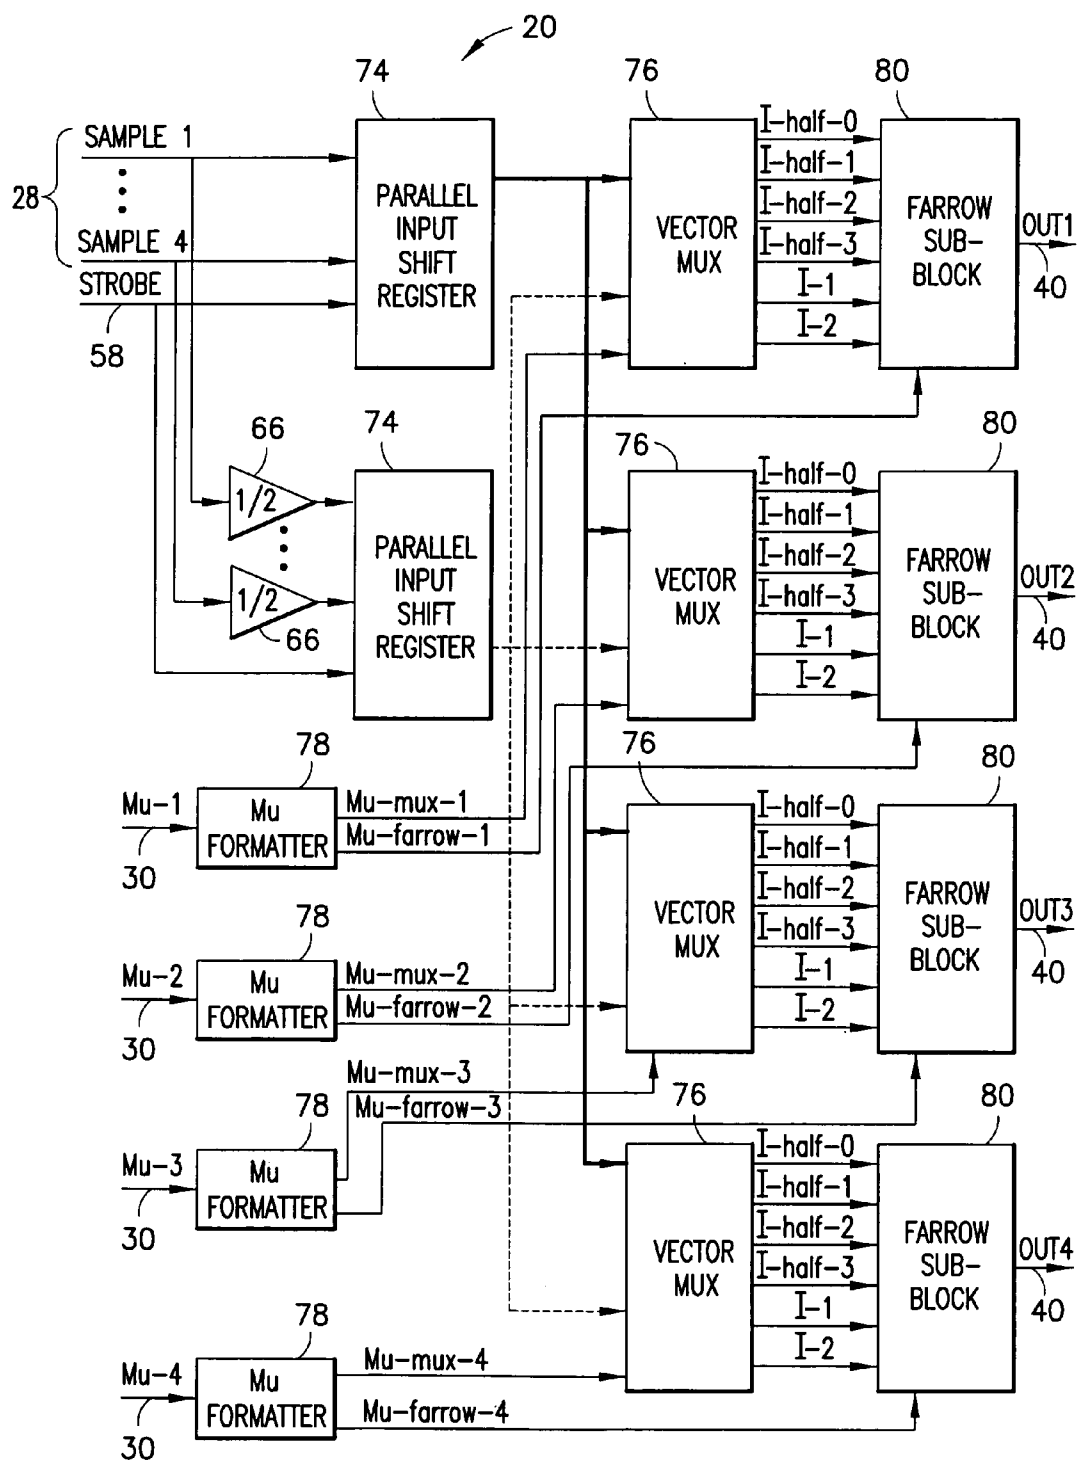 20
74
76
80
28
SAMPLE 1
SAMPLE 4
STROBE
58
PARALLEL
INPUT
SHIFT
REGISTER
VECTOR
MUX
I-half-0
I-half-1
I-half-2
I-half-3
I-1
I-2
FARROW
SUB-
BLOCK
OUT1
40
66
1/2
1/2
66
74
PARALLEL
INPUT
SHIFT
REGISTER
76
VECTOR
MUX
I-half-0
I-half-1
I-half-2
I-half-3
I-1
I-2
80
FARROW
SUB-
BLOCK
OUT2
40
78
Mu-1
30
Mu
FORMATTER
Mu-mux-1
Mu-farrow-1
76
VECTOR
MUX
I-half-0
I-half-1
I-half-2
I-half-3
I-1
I-2
80
FARROW
SUB-
BLOCK
OUT3
40
78
Mu-2
30
Mu
FORMATTER
Mu-mux-2
Mu-farrow-2
78
Mu-3
30
Mu
FORMATTER
Mu-mux-3
Mu-farrow-3
76
VECTOR
MUX
I-half-0
I-half-1
I-half-2
I-half-3
I-1
I-2
80
FARROW
SUB-
BLOCK
OUT4
40
78
Mu-4
30
Mu
FORMATTER
Mu-mux-4
Mu-farrow-4